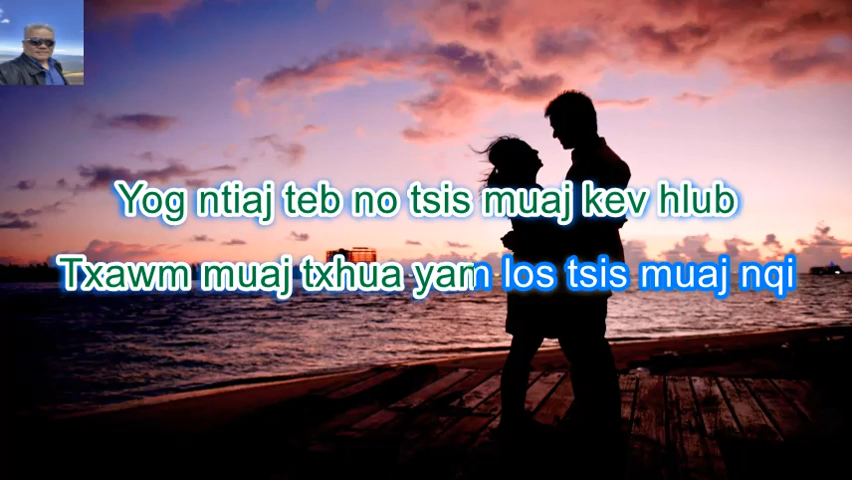 Yog ntiaj teb no tsis muaj kev hlub
Txawm muaj txhua yam los tsis muaj nqi